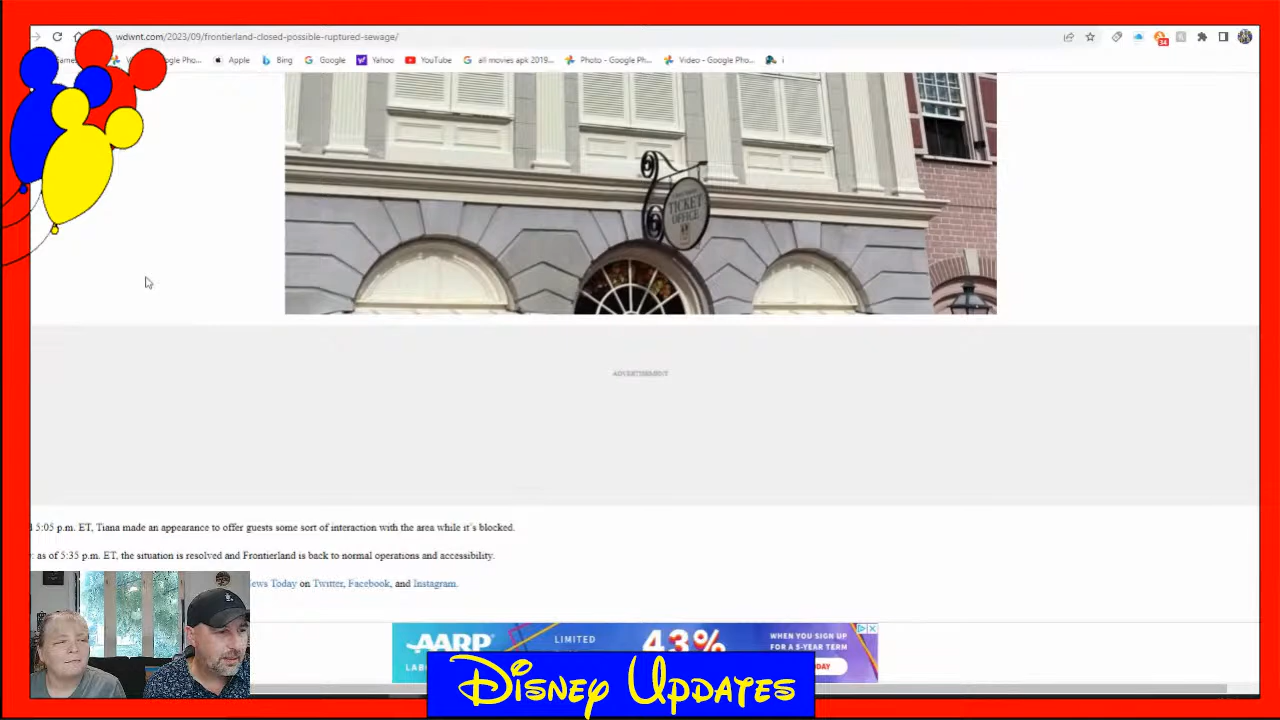 wdwnt.com/2023/09/frontierland-closed-possible-ruptured-sewage/
34
Pho... Apple Bing Google Yahoo YouTube all movies apk 2019... Photo - Google Pho... Video - Google Pho...
TICKET
OFFICE
ADVERTISEMENT
5:05 p.m. ET, Tiana made an appearance to offer guests some sort of interaction with the area while it's blocked.
as of 5:35 p.m. ET, the situation is resolved and Frontierland is back to normal operations and accessibility.
ews Today on Twitter, Facebook, and Instagram.
AARP LIMITED 43% WHEN YOU SIGN UP
FOR A 5-YEAR TERM
Disney Updates